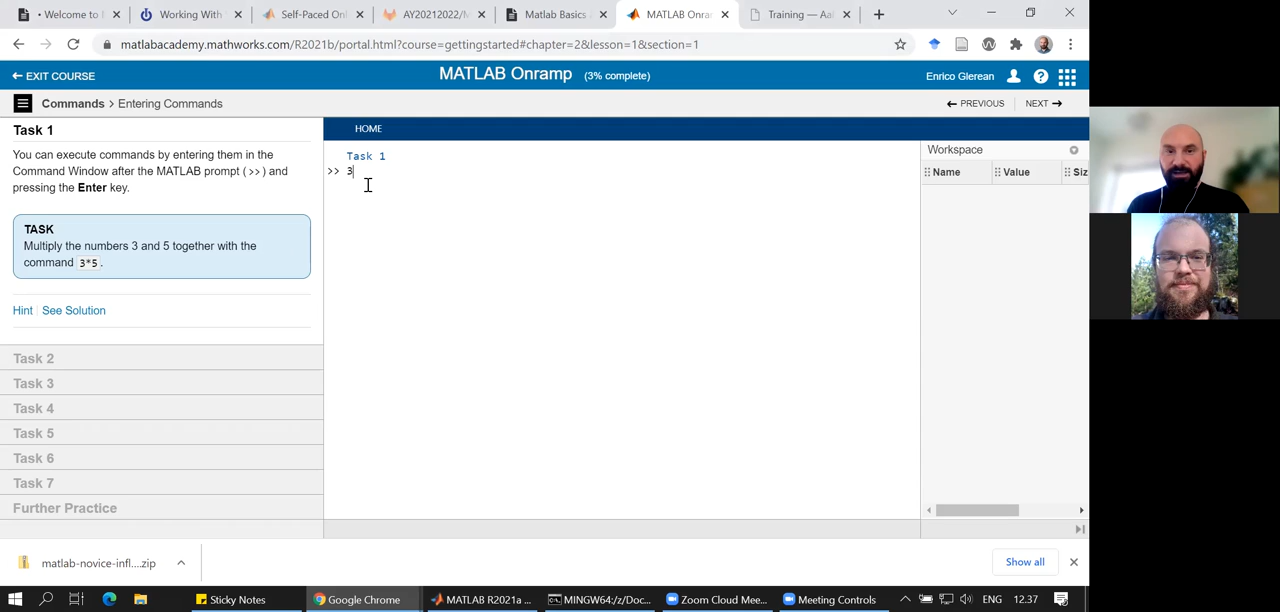 • Welcome to
Working With
Self-Paced Onl
AY20212022/M
Matlab Basics
MATLAB Onra
Training — Aal
matlabacademy.mathworks.com/R2021b/portal.html?course=gettingstarted#chapter=2&lesson=1&section=1
EXIT COURSE
MATLAB Onramp (3% complete)
Enrico Glerean
Commands > Entering Commands
PREVIOUS
NEXT
Task 1
You can execute commands by entering them in the
Command Window after the MATLAB prompt (>>) and
pressing the Enter key.
TASK
Multiply the numbers 3 and 5 together with the
command 3*5.
Hint
See Solution
Task 2
Task 3
Task 4
Task 5
Task 6
Task 7
Further Practice
HOME
Task 1
>> 3
Workspace
Name
Value
Siz
matlab-novice-infl....zip
Show all
Sticky Notes
Google Chrome
MATLAB R2021a ...
MINGW64:/z/Doc...
Zoom Cloud Mee...
Meeting Controls
ENG
12.37